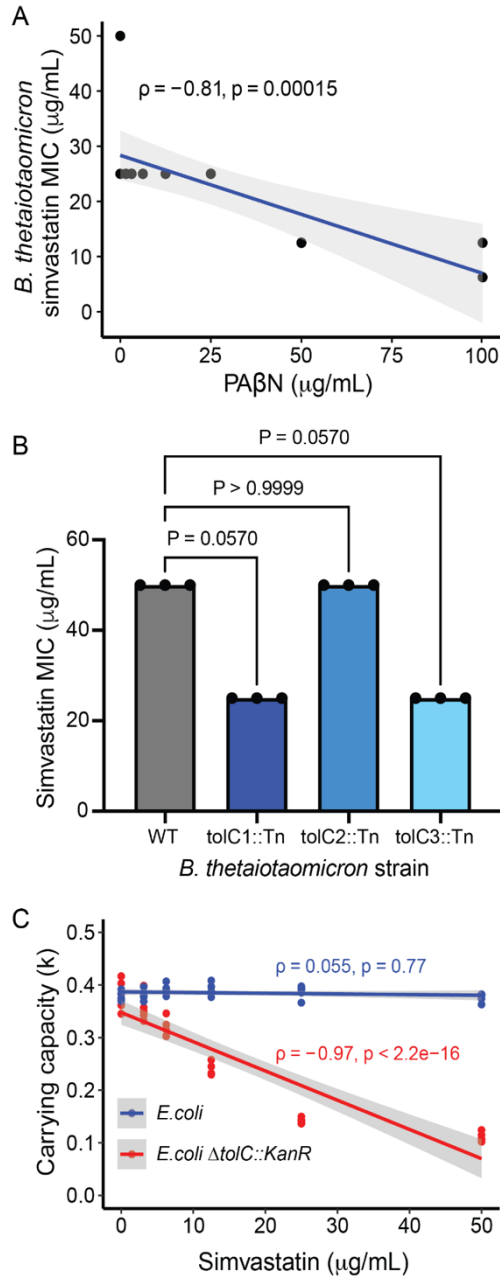 A
B. thetaiotaomicron
simvastatin MIC (μg/mL)
50
40
30
20
10
0
ρ = −0.81, p = 0.00015
0
25
50
75
100
PAβN (μg/mL)
B
P = 0.0570
P > 0.9999
P = 0.0570
Simvastatin MIC (μg/mL)
60
40
20
0
WT
tolC1::Tn
tolC2::Tn
tolC3::Tn
B. thetaiotaomicron strain
C
Carrying capacity (k)
0.5
0.4
0.3
0.2
0.1
0.0
ρ = 0.055, p = 0.77
ρ = −0.97, p < 2.2e−16
E.coli
E.coli ΔtolC::KanR
0
10
20
30
40
50
Simvastatin (μg/mL)